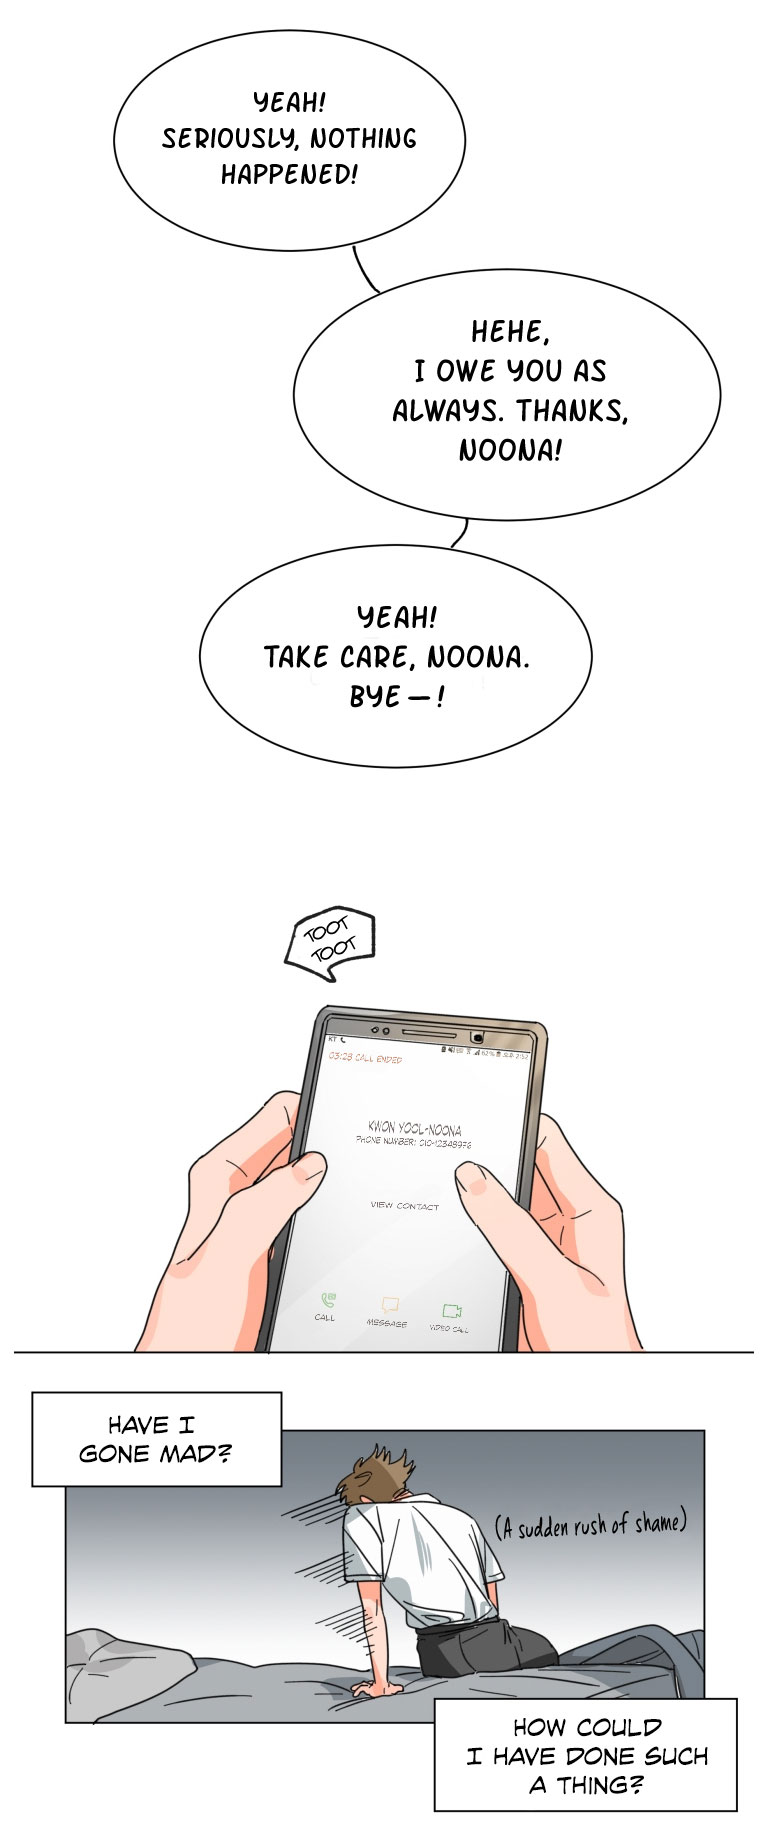 YEAH!
SERIOUSLY, NOTHING
HAPPENED!
HEHE,
I OWE YOU AS
ALWAYS. THANKS,
NOONA!
YEAH!
TAKE CARE, NOONA.
BYE—!
TOOT
TOOT
KT
62%
03:28 CALL ENDED
KWON YOOL-NOONA
PHONE NUMBER: 010-12348976
VIEW CONTACT
CALL
MESSAGE
VIDEO CALL
HAVE I
GONE MAD?
(A sudden rush of shame)
HOW COULD
I HAVE DONE SUCH
A THING?